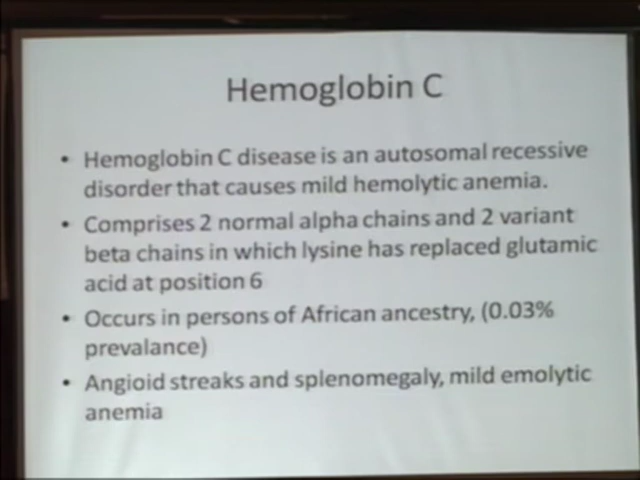 Hemoglobin C
• Hemoglobin C disease is an autosomal recessive
disorder that causes mild hemolytic anemia.
• Comprises 2 normal alpha chains and 2 variant
beta chains in which lysine has replaced glutamic
acid at position 6
• Occurs in persons of African ancestry, (0.03%
prevalance)
• Angioid streaks and splenomegaly, mild emolytic
anemia